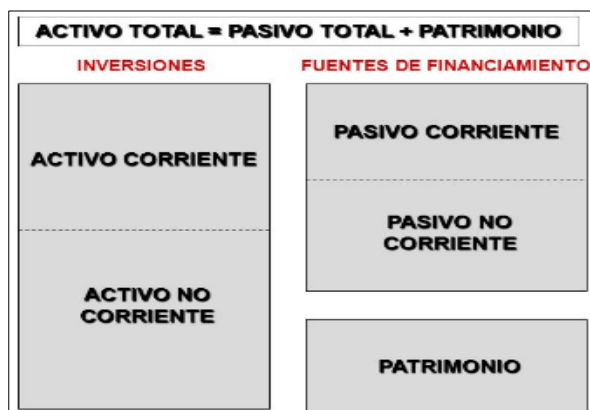 ACTIVO TOTAL = PASIVO TOTAL + PATRIMONIO
INVERSIONES
FUENTES DE FINANCIAMIENTO
ACTIVO CORRIENTE
ACTIVO NO
CORRIENTE
PASIVO CORRIENTE
PASIVO NO
CORRIENTE
PATRIMONIO